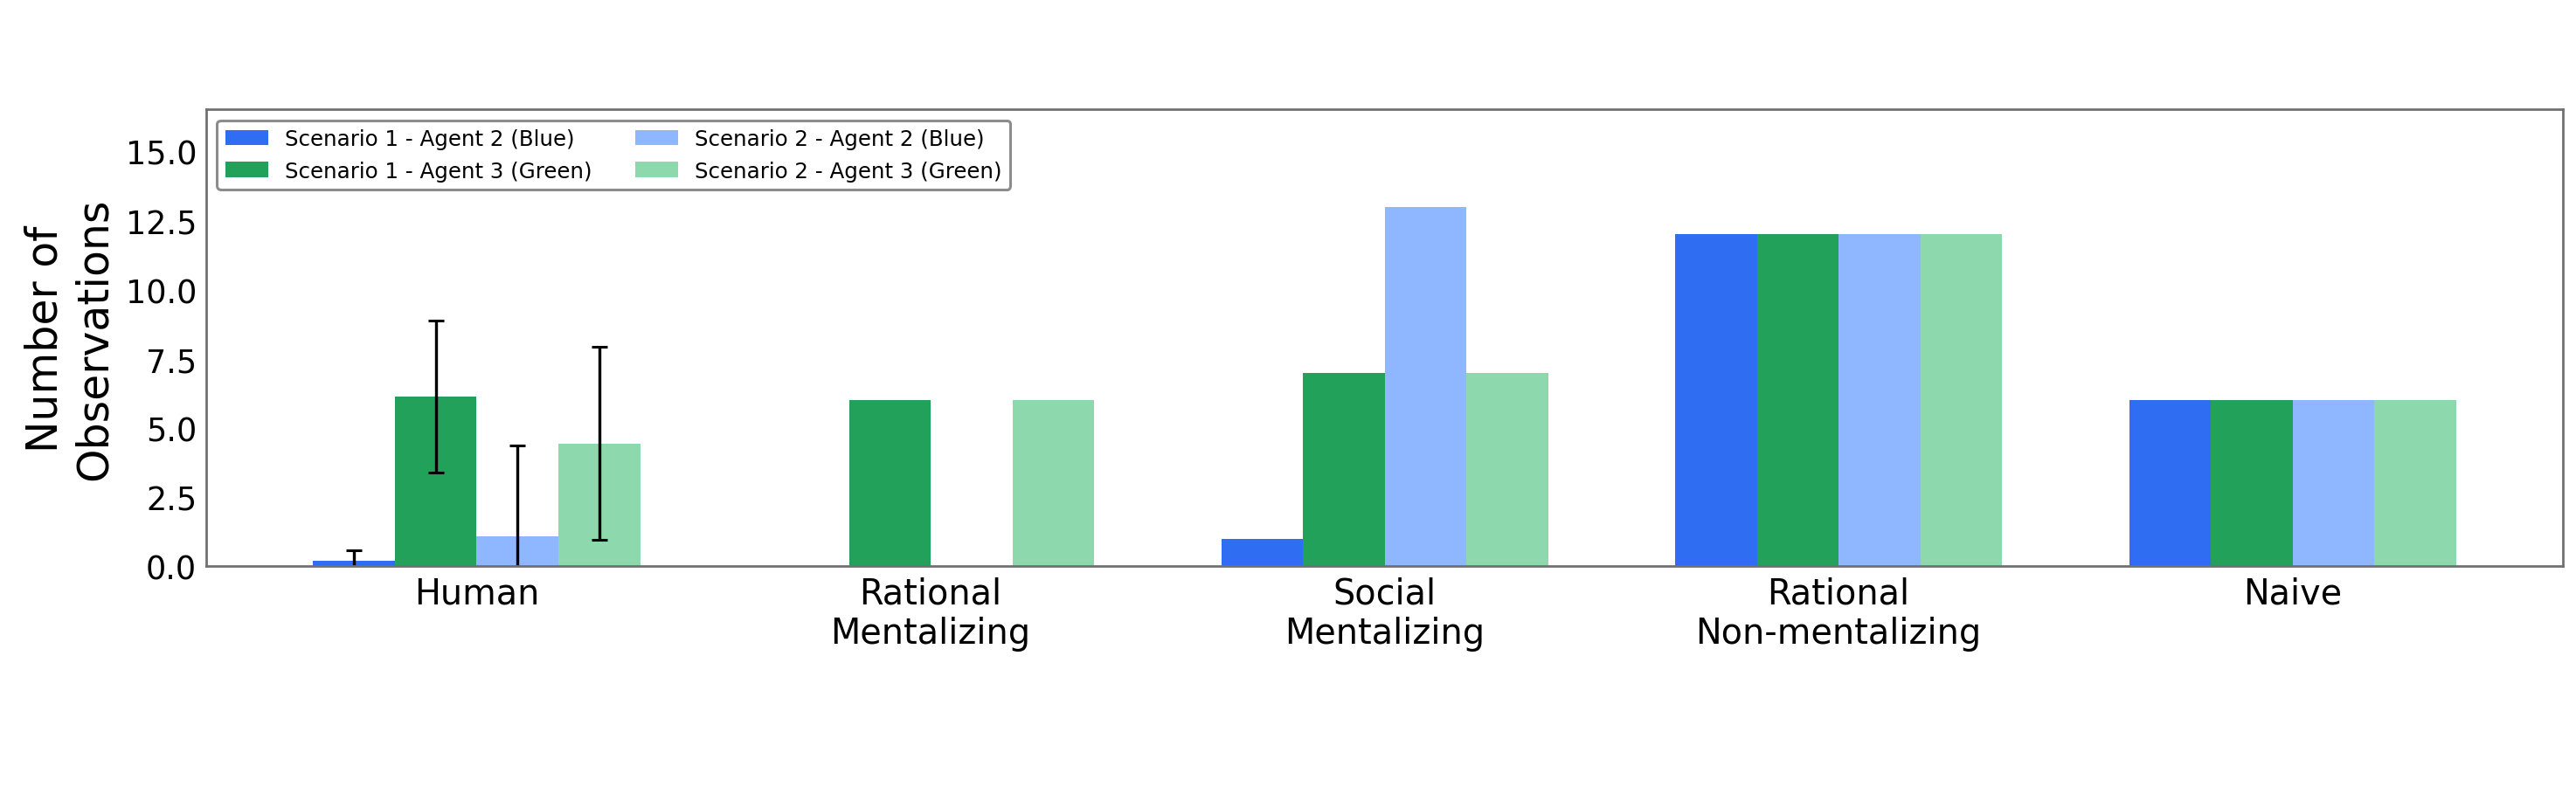 Number of
Observations
15.0
12.5
10.0
7.5
5.0
2.5
0.0
Scenario 1 - Agent 2 (Blue)
Scenario 1 - Agent 3 (Green)
Scenario 2 - Agent 2 (Blue)
Scenario 2 - Agent 3 (Green)
Human
Rational
Mentalizing
Social
Mentalizing
Rational
Non-mentalizing
Naive